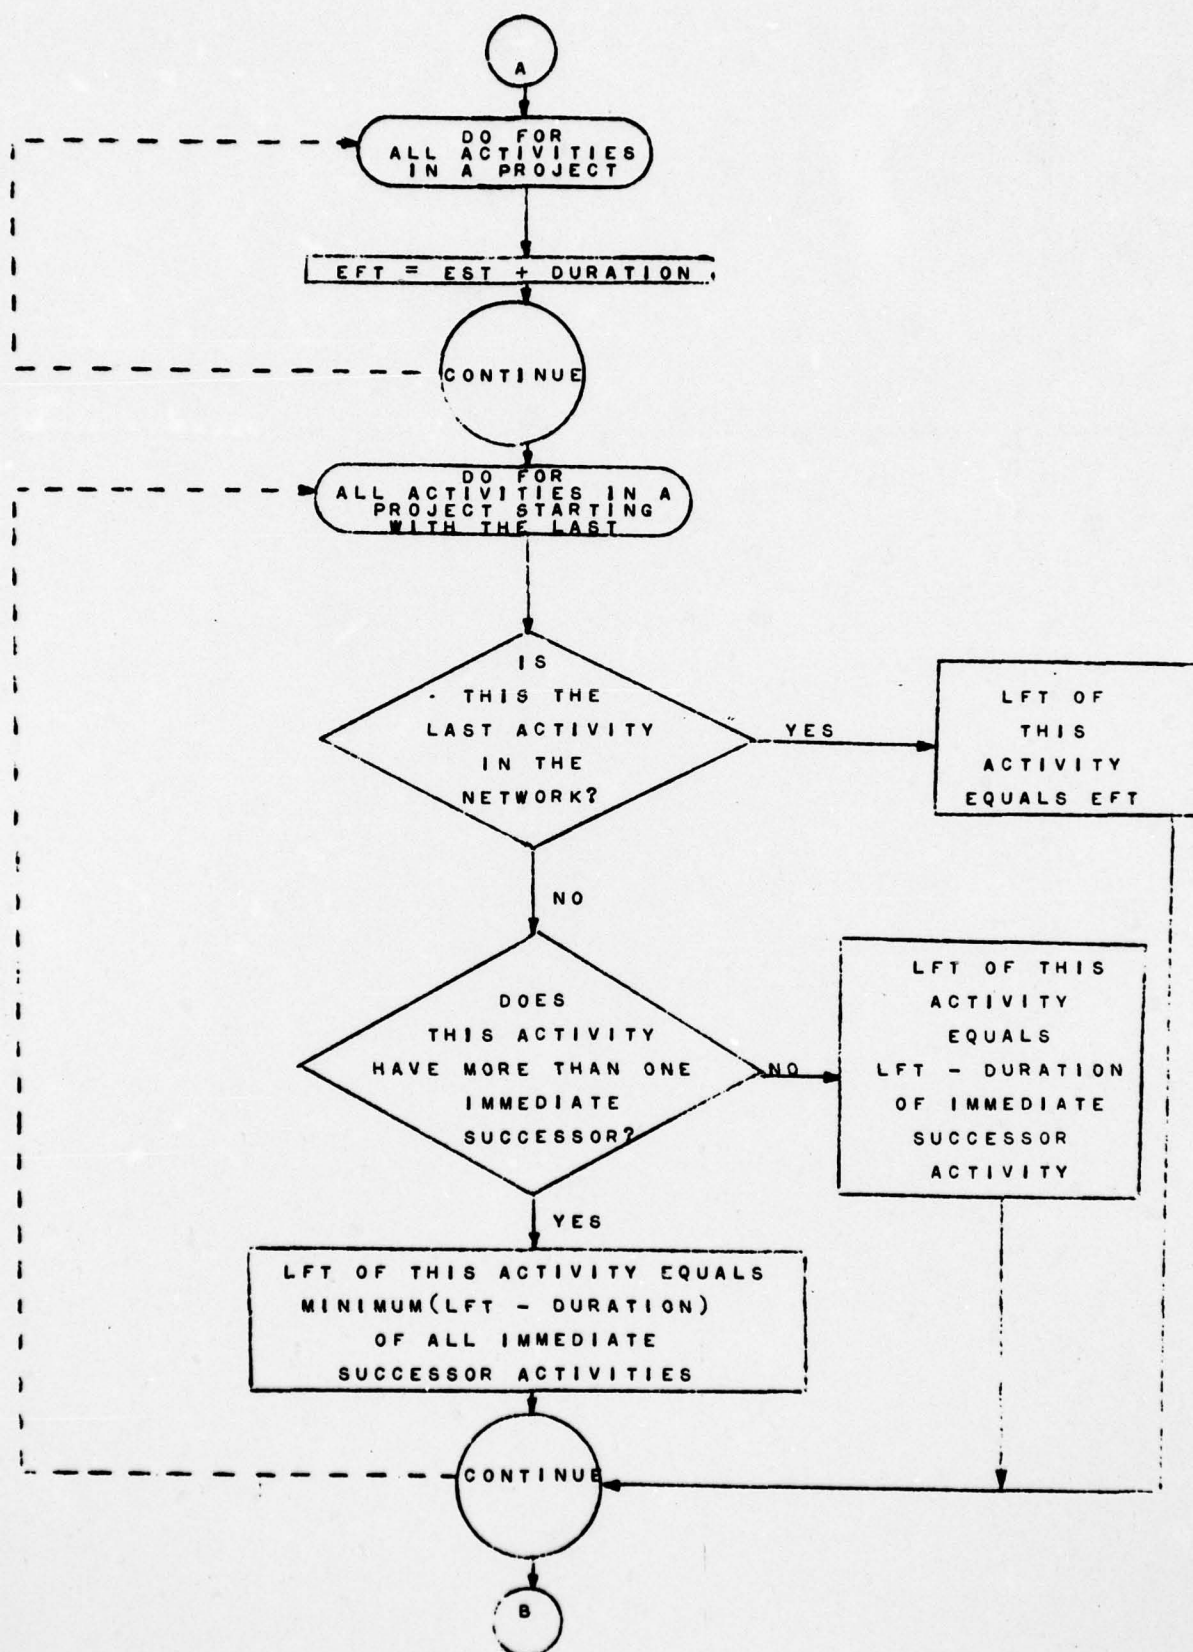 A
DO FOR
ALL ACTIVITIES
IN A PROJECT
EFT = EST + DURATION
CONTINUE
DO FOR
ALL ACTIVITIES IN A
PROJECT STARTING
WITH THE LAST
IS
THIS THE
LAST ACTIVITY
IN THE
NETWORK?
YES
LFT OF
THIS
ACTIVITY
EQUALS EFT
NO
DOES
THIS ACTIVITY
HAVE MORE THAN ONE
IMMEDIATE
SUCCESSOR?
NO
LFT OF THIS
ACTIVITY
EQUALS
LFT - DURATION
OF IMMEDIATE
SUCCESSOR
ACTIVITY
YES
LFT OF THIS ACTIVITY EQUALS
MINIMUM(LFT - DURATION)
OF ALL IMMEDIATE
SUCCESSOR ACTIVITIES
CONTINUE
B